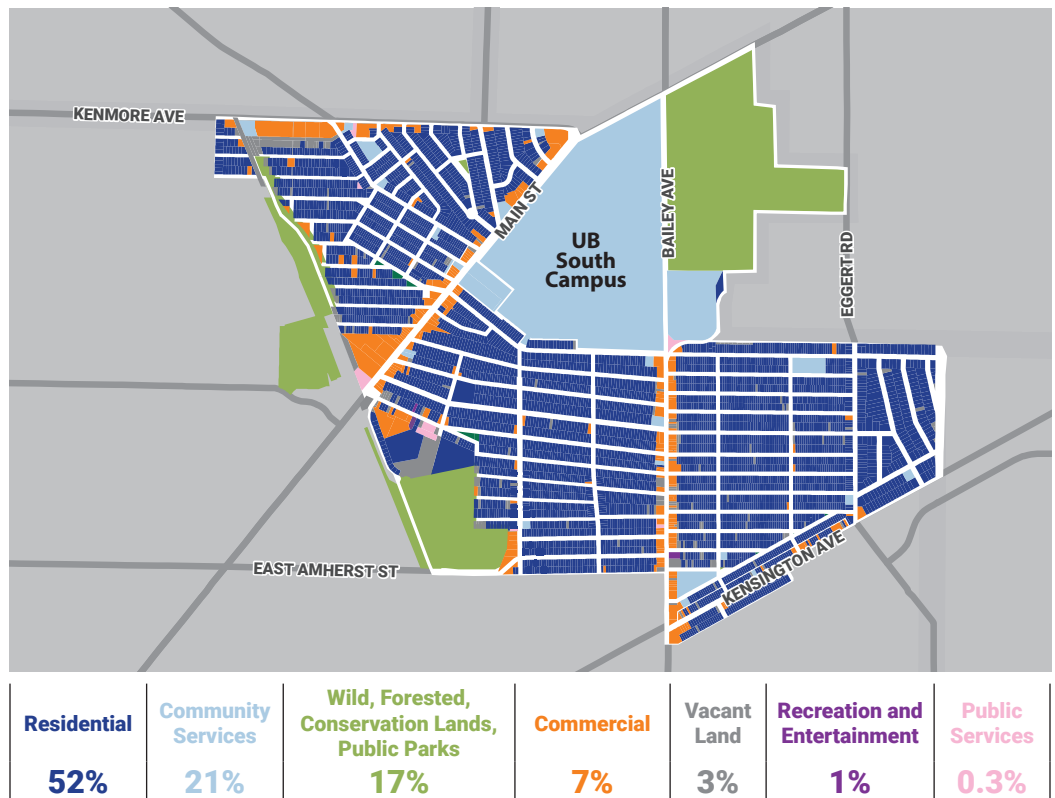 KENMORE AVE
MAIN ST
BAILEY AVE
UB
South
Campus
EGGERT RD
EAST AMHERST ST
KENSINGTON AVE
Residential
52%
Community
Services
21%
Wild, Forested,
Conservation Lands,
Public Parks
17%
Commercial
7%
Vacant
Land
3%
Recreation and
Entertainment
1%
Public
Services
0.3%